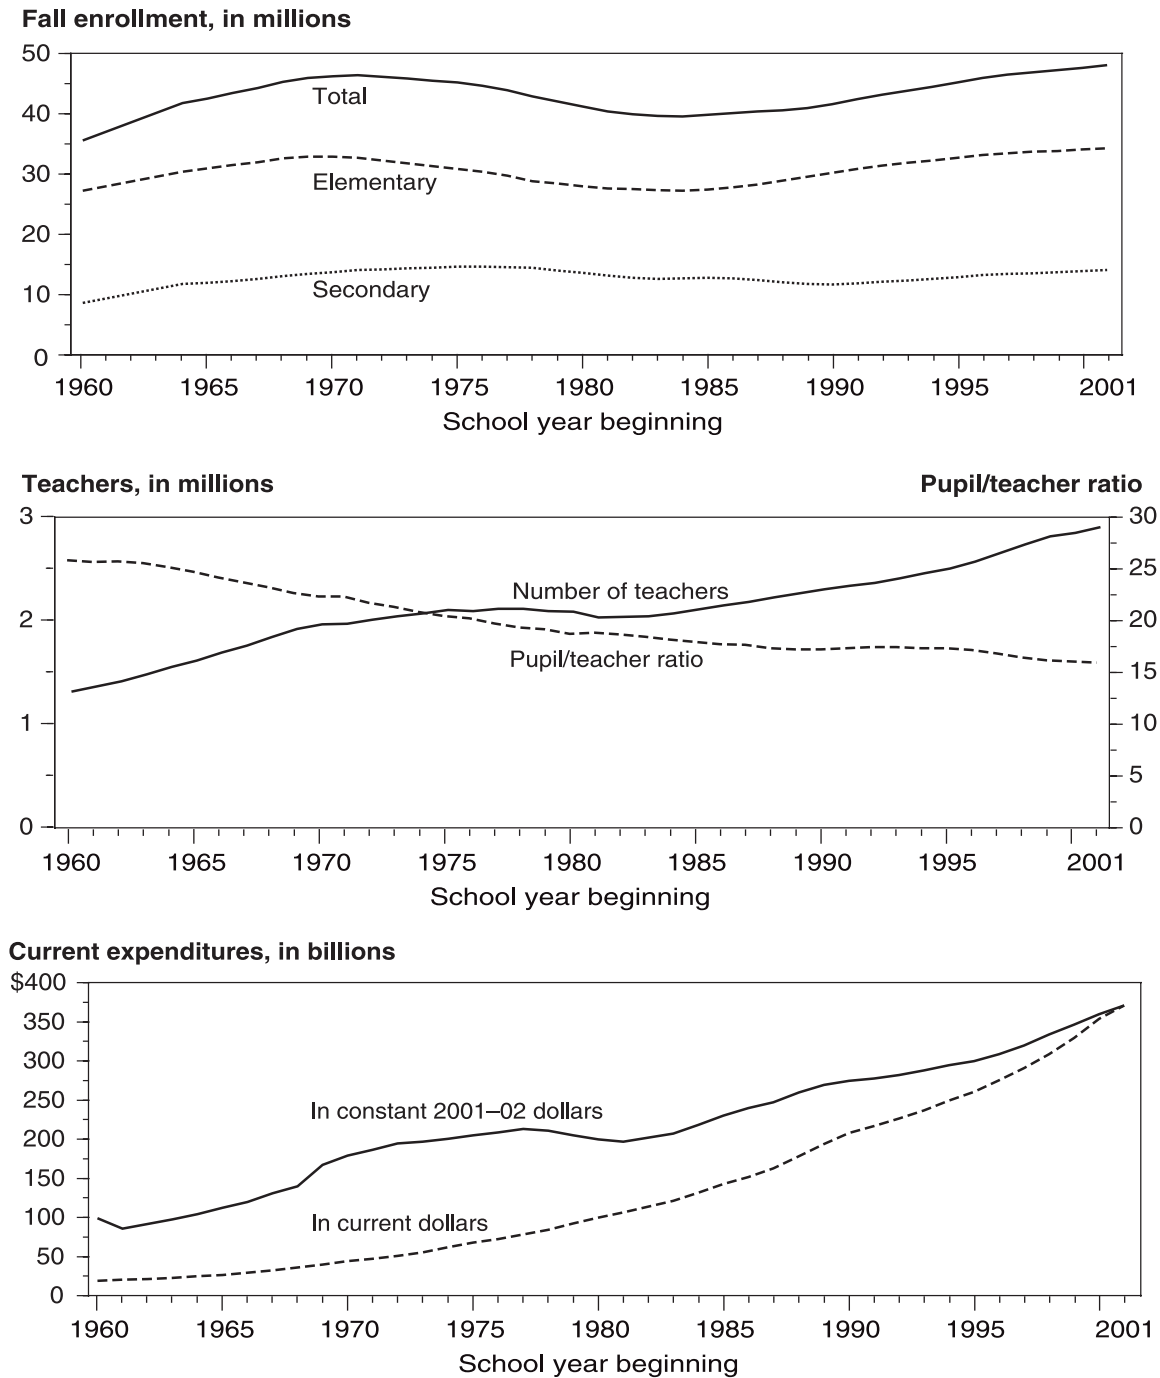 Fall enrollment, in millions
50
40
30
20
10
0
Total
Elementary
Secondary
1960 1965 1970 1975 1980 1985 1990 1995 2001
School year beginning
Teachers, in millions Pupil/teacher ratio
3 30
25
2 20
15
1 10
5
0 0
Number of teachers
Pupil/teacher ratio
1960 1965 1970 1975 1980 1985 1990 1995 2001
School year beginning
Current expenditures, in billions
$400
350
300
250
200
150
100
50
0
In constant 2001–02 dollars
In current dollars
1960 1965 1970 1975 1980 1985 1990 1995 2001
School year beginning